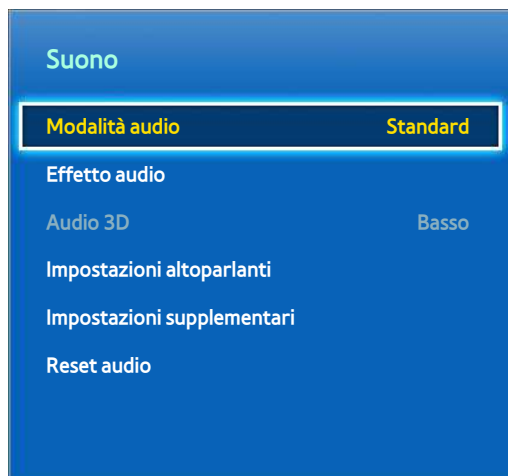 Suono
Modalità audio Standard
Effetto audio
Audio 3D Basso
Impostazioni altoparlanti
Impostazioni supplementari
Reset audio